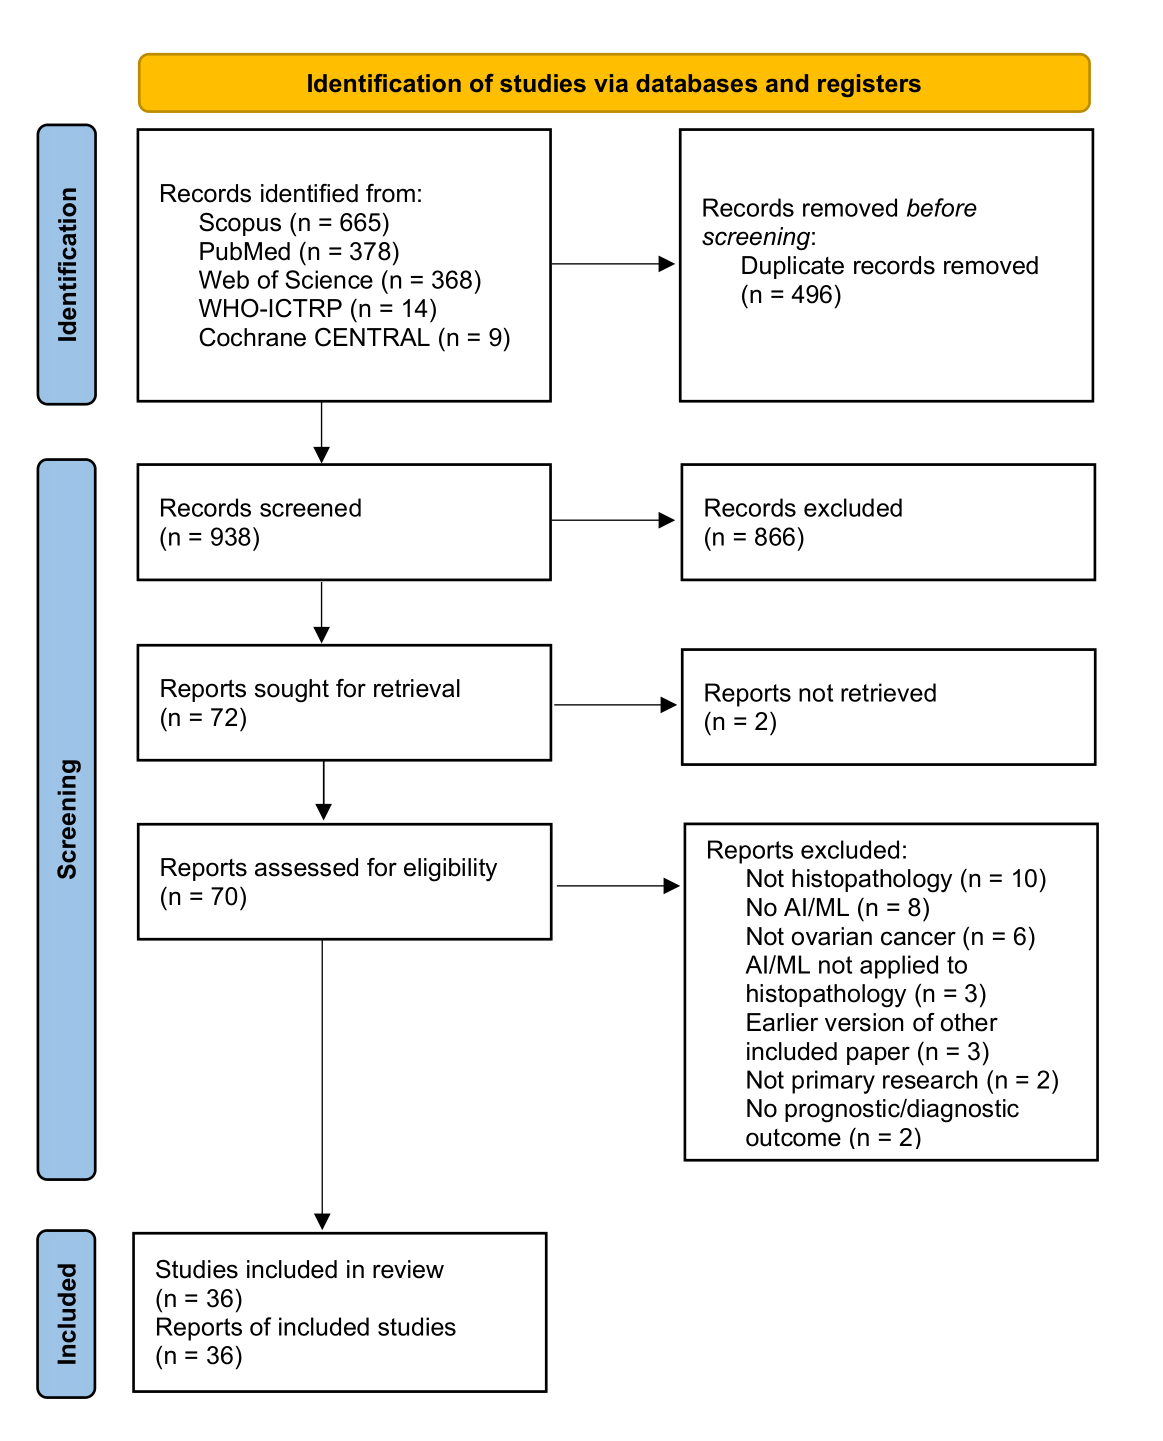 Identification of studies via databases and registers
Identification
Records identified from:
Scopus (n = 665)
PubMed (n = 378)
Web of Science (n = 368)
WHO-ICTRP (n = 14)
Cochrane CENTRAL (n = 9)
Records removed before
screening:
Duplicate records removed
(n = 496)
Screening
Records screened
(n = 938)
Records excluded
(n = 866)
Reports sought for retrieval
(n = 72)
Reports not retrieved
(n = 2)
Reports assessed for eligibility
(n = 70)
Reports excluded:
Not histopathology (n = 10)
No AI/ML (n = 8)
Not ovarian cancer (n = 6)
AI/ML not applied to
histopathology (n = 3)
Earlier version of other
included paper (n = 3)
Not primary research (n = 2)
No prognostic/diagnostic
outcome (n = 2)
Included
Studies included in review
(n = 36)
Reports of included studies
(n = 36)